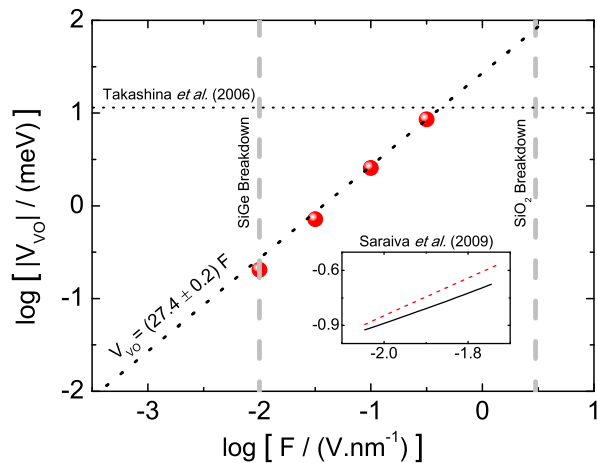 2
1
0
-1
-2
log [ |V_VO| / (meV) ]
Takashina et al. (2006)
SiGe Breakdown
SiO₂ Breakdown
V_VO = (27.4 ± 0.2) F
Saraiva et al. (2009)
-0.6
-0.9
-2.0
-1.8
-3
-2
-1
0
1
log [ F / (V.nm⁻¹) ]